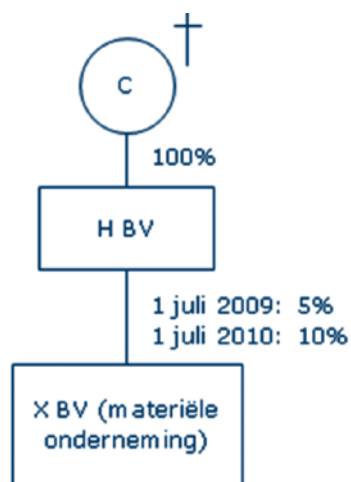 C
100%
H BV
1 juli 2009: 5%
1 juli 2010: 10%
X BV (materiële
onderneming)